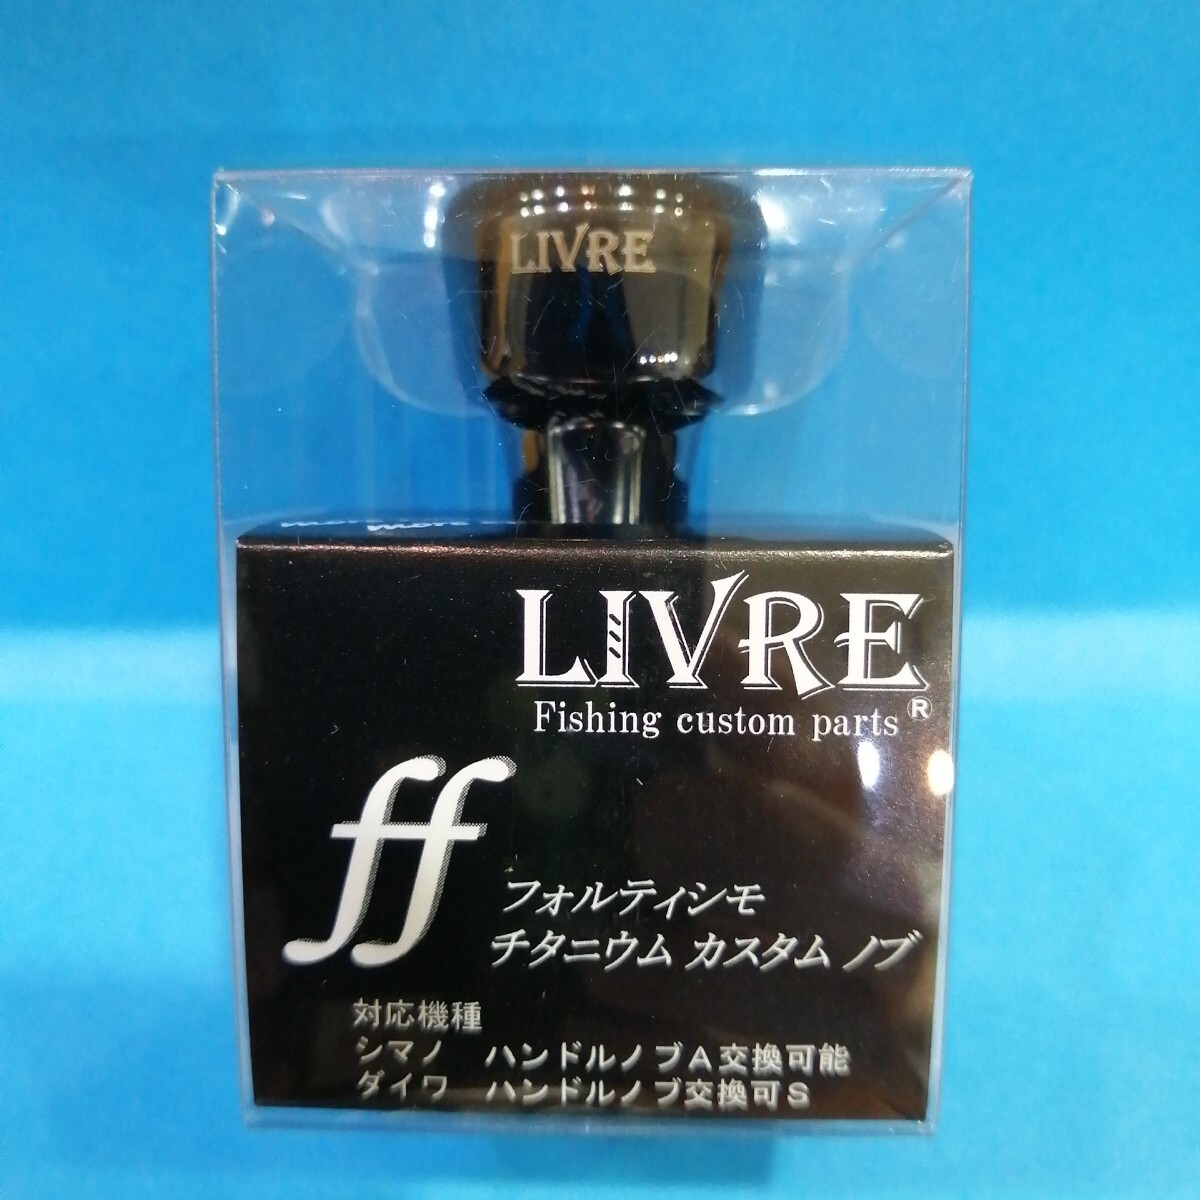 LIVRE
LIVRE
Fishing custom parts®
ff
フォルティシモ
チタニウム カスタム ノブ
対応機種
シマノ ハンドルノブA交換可能
ダイワ ハンドルノブ交換可S